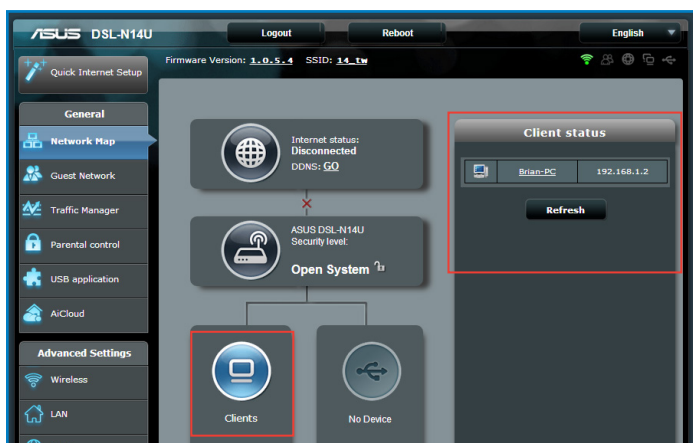 ASUS DSL-N14U
Logout
Reboot
English
Quick Internet Setup
Firmware Version: 1.0.5.4 SSID: 14_tw
General
Network Map
Guest Network
Traffic Manager
Parental control
USB application
AiCloud
Advanced Settings
Wireless
LAN
Internet status:
Disconnected
DDNS: GO
ASUS DSL-N14U
Security level:
Open System
Clients
No Device
Client status
Brian-PC 192.168.1.2
Refresh